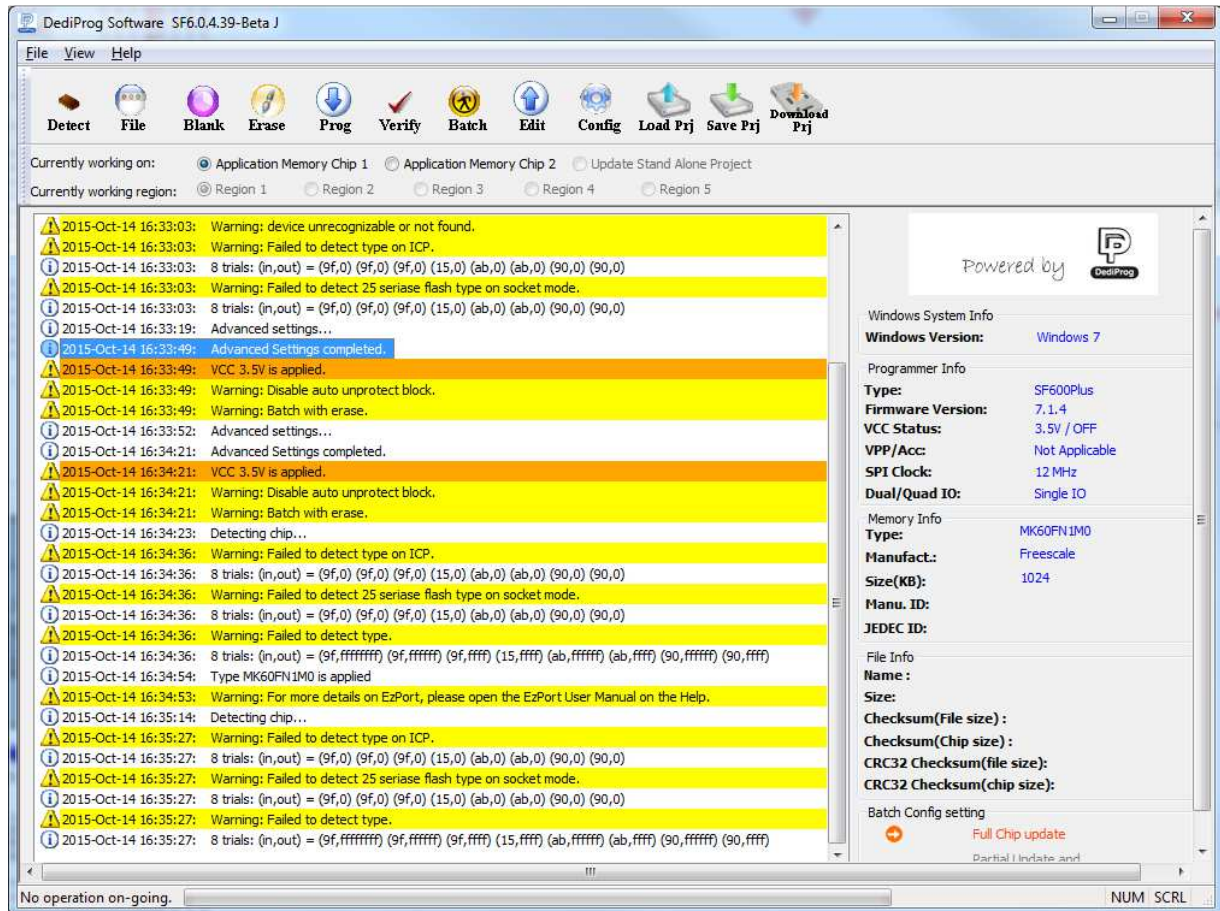 DediProg Software SF6.0.4.39-Beta J
File View Help
Detect File Blank Erase Prog Verify Batch Edit Config Load Prj Save Prj Download Prj
Currently working on: Application Memory Chip 1 Application Memory Chip 2 Update Stand Alone Project
Currently working region: Region 1 Region 2 Region 3 Region 4 Region 5
2015-Oct-14 16:33:03: Warning: device unrecognizable or not found.
2015-Oct-14 16:33:03: Warning: Failed to detect type on ICP.
2015-Oct-14 16:33:03: 8 trials: (in,out) = (9f,0) (9f,0) (9f,0) (15,0) (ab,0) (ab,0) (90,0) (90,0)
2015-Oct-14 16:33:03: Warning: Failed to detect 25 seriase flash type on socket mode.
2015-Oct-14 16:33:03: 8 trials: (in,out) = (9f,0) (9f,0) (9f,0) (15,0) (ab,0) (ab,0) (90,0) (90,0)
2015-Oct-14 16:33:19: Advanced settings...
2015-Oct-14 16:33:49: Advanced Settings completed.
2015-Oct-14 16:33:49: VCC 3.5V is applied.
2015-Oct-14 16:33:49: Warning: Disable auto unprotect block.
2015-Oct-14 16:33:49: Warning: Batch with erase.
2015-Oct-14 16:33:52: Advanced settings...
2015-Oct-14 16:34:21: Advanced Settings completed.
2015-Oct-14 16:34:21: VCC 3.5V is applied.
2015-Oct-14 16:34:21: Warning: Disable auto unprotect block.
2015-Oct-14 16:34:21: Warning: Batch with erase.
2015-Oct-14 16:34:23: Detecting chip...
2015-Oct-14 16:34:36: Warning: Failed to detect type on ICP.
2015-Oct-14 16:34:36: 8 trials: (in,out) = (9f,0) (9f,0) (9f,0) (15,0) (ab,0) (ab,0) (90,0) (90,0)
2015-Oct-14 16:34:36: Warning: Failed to detect 25 seriase flash type on socket mode.
2015-Oct-14 16:34:36: 8 trials: (in,out) = (9f,0) (9f,0) (9f,0) (15,0) (ab,0) (ab,0) (90,0) (90,0)
2015-Oct-14 16:34:36: Warning: Failed to detect type.
2015-Oct-14 16:34:36: 8 trials: (in,out) = (9f,ffffffff) (9f,ffffff) (9f,ffff) (15,ffff) (ab,ffffff) (ab,ffff) (90,ffffff) (90,ffff)
2015-Oct-14 16:34:54: Type MK60FN1M0 is applied
2015-Oct-14 16:34:53: Warning: For more details on EzPort, please open the EzPort User Manual on the Help.
2015-Oct-14 16:35:14: Detecting chip...
2015-Oct-14 16:35:27: Warning: Failed to detect type on ICP.
2015-Oct-14 16:35:27: 8 trials: (in,out) = (9f,0) (9f,0) (9f,0) (15,0) (ab,0) (ab,0) (90,0) (90,0)
2015-Oct-14 16:35:27: Warning: Failed to detect 25 seriase flash type on socket mode.
2015-Oct-14 16:35:27: 8 trials: (in,out) = (9f,0) (9f,0) (9f,0) (15,0) (ab,0) (ab,0) (90,0) (90,0)
2015-Oct-14 16:35:27: Warning: Failed to detect type.
2015-Oct-14 16:35:27: 8 trials: (in,out) = (9f,ffffffff) (9f,ffffff) (9f,ffff) (15,ffff) (ab,ffffff) (ab,ffff) (90,ffffff) (90,ffff)
Powered by DediProg
Windows System Info
Windows Version: Windows 7
Programmer Info
Type: SF600Plus
Firmware Version: 7.1.4
VCC Status: 3.5V / OFF
VPP/Acc: Not Applicable
SPI Clock: 12 MHz
Dual/Quad IO: Single IO
Memory Info
Type: MK60FN1M0
Manufact.: Freescale
Size(KB): 1024
Manu. ID:
JEDEC ID:
File Info
Name :
Size:
Checksum(File size) :
Checksum(Chip size) :
CRC32 Checksum(file size):
CRC32 Checksum(chip size):
Batch Config setting
Full Chip update
Partial Update and
No operation on-going. NUM SCRL